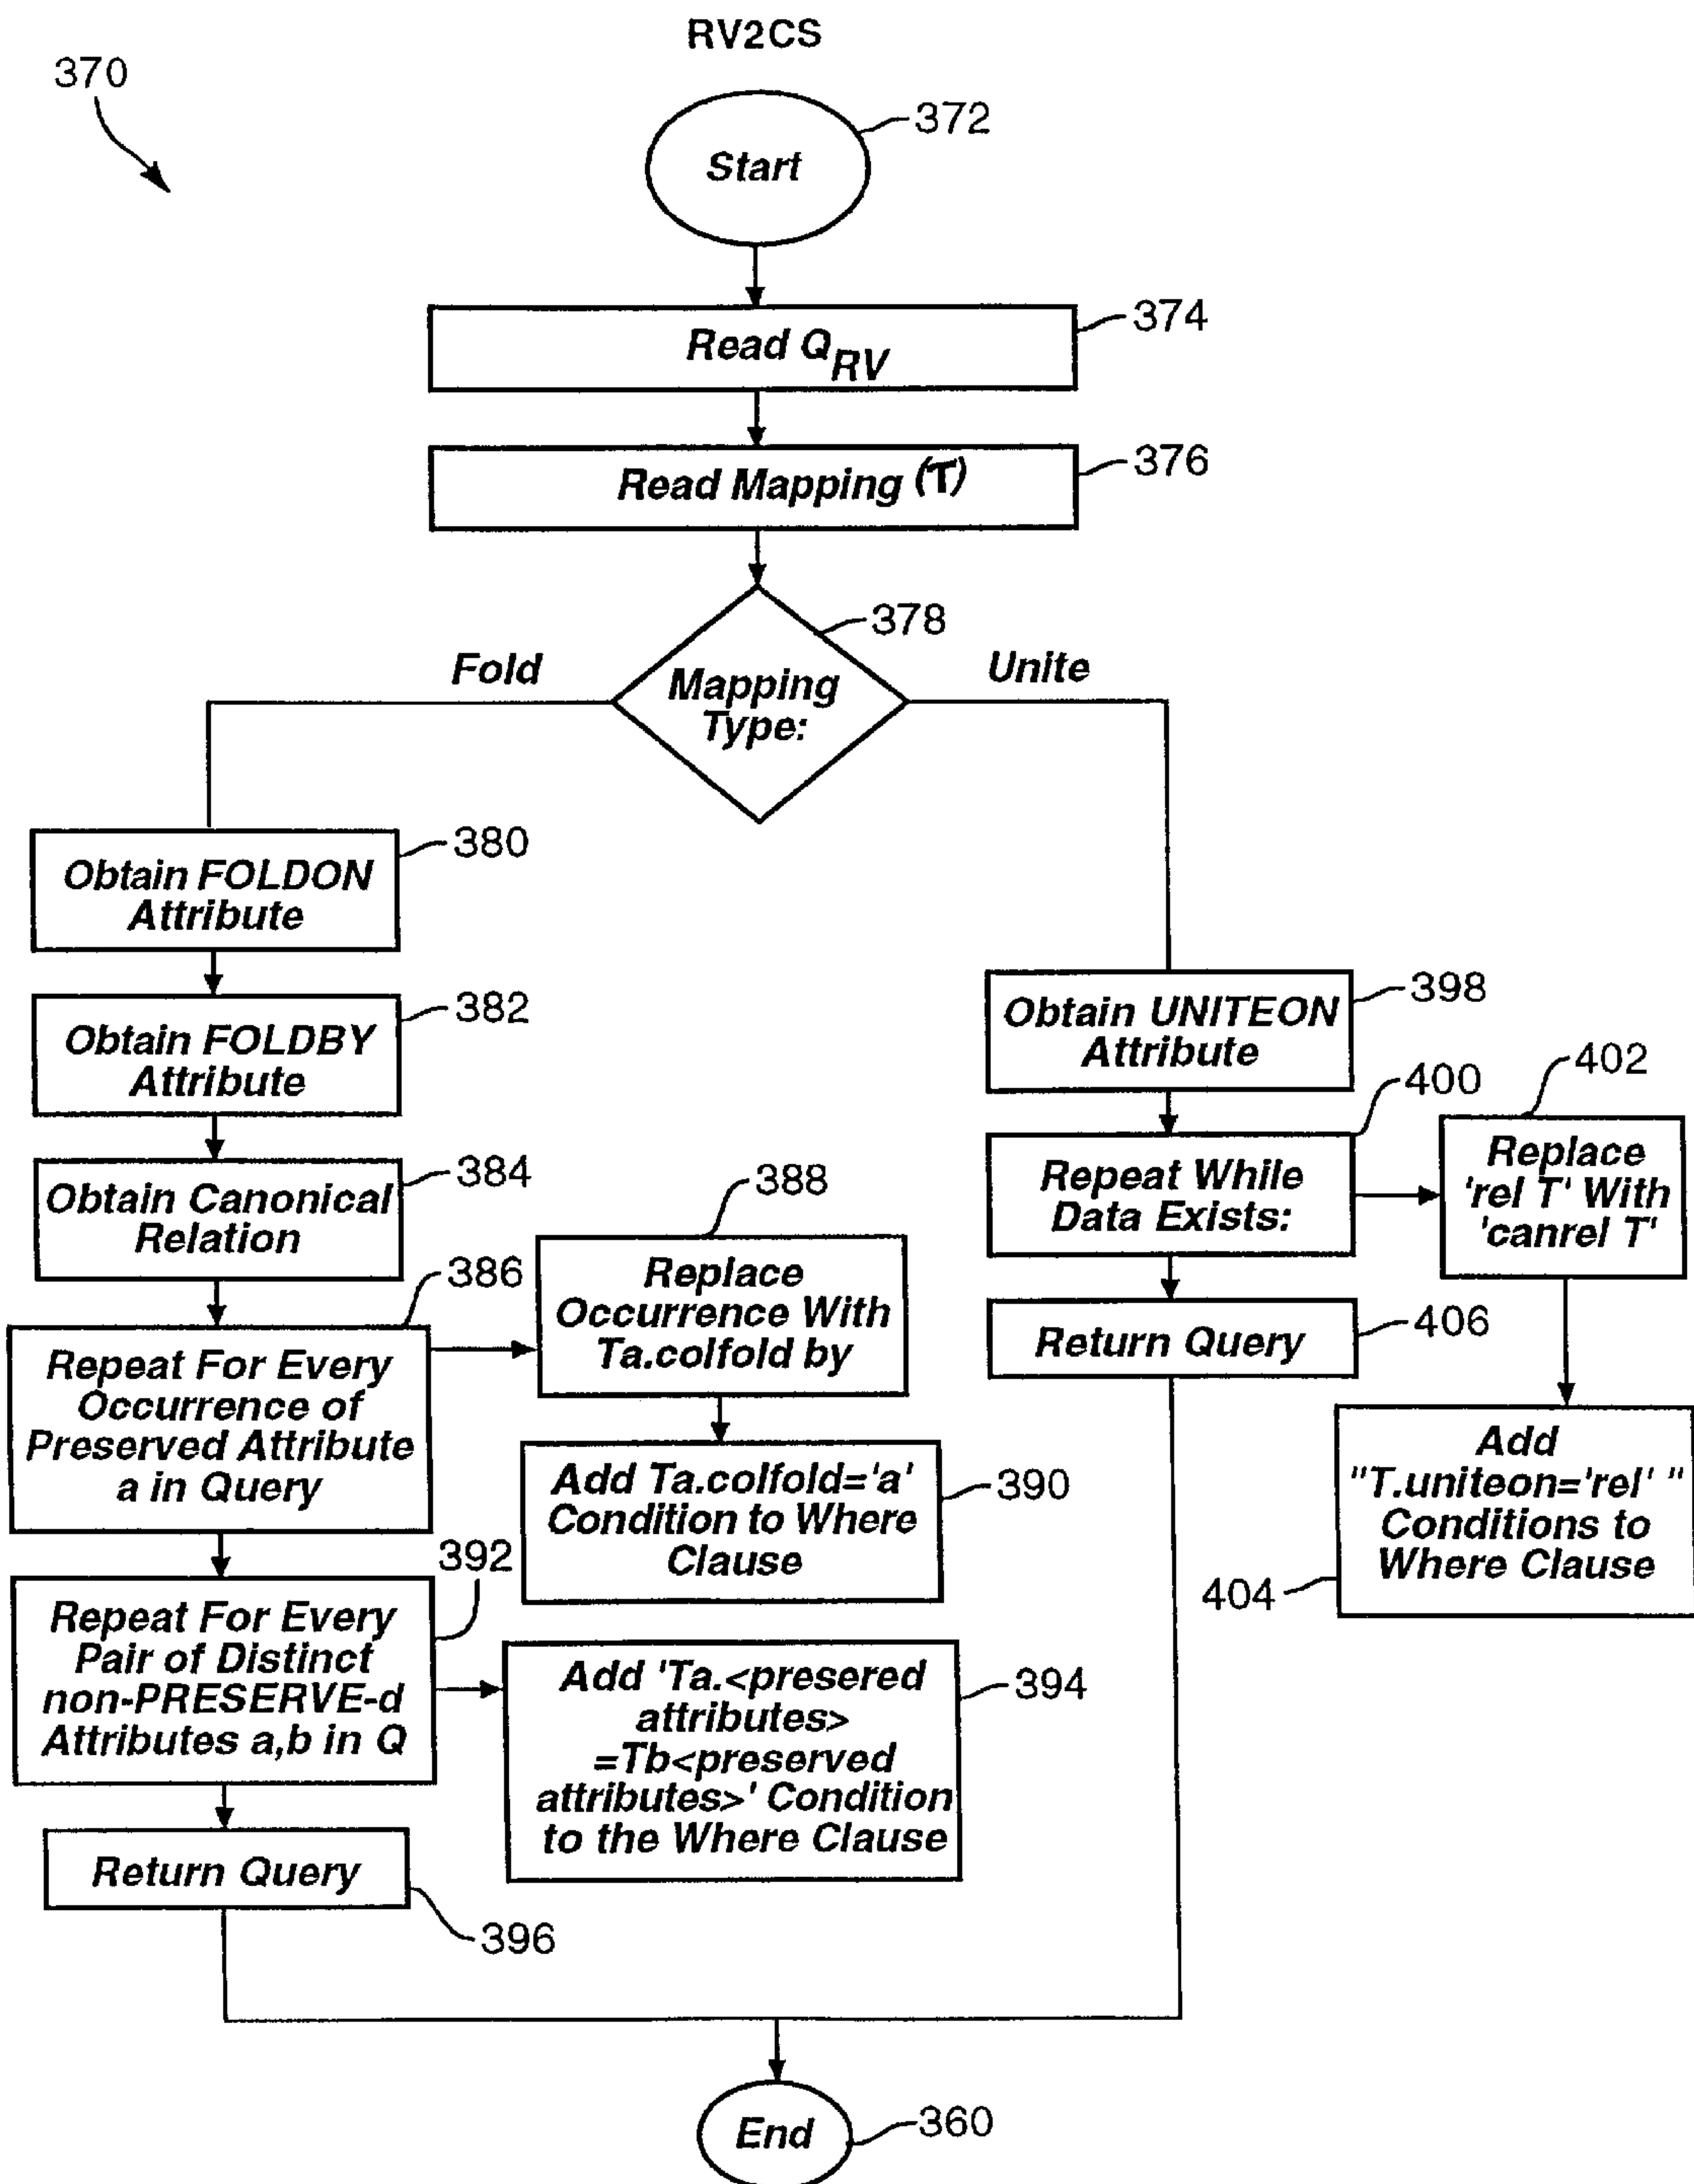 RV2CS
370
372
Start
374
Read QRV
376
Read Mapping (T)
378
Mapping
Type:
Fold
Unite
380
Obtain FOLDON
Attribute
382
Obtain FOLDBY
Attribute
384
Obtain Canonical
Relation
386
Repeat For Every
Occurrence of
Preserved Attribute
a in Query
388
Replace
Occurrence With
Ta.colfold by
390
Add Ta.colfold='a'
Condition to Where
Clause
392
Repeat For Every
Pair of Distinct
non-PRESERVE-d
Attributes a,b in Q
394
Add 'Ta.<presered
attributes>
=Tb<preserved
attributes>' Condition
to the Where Clause
Return Query
396
398
Obtain UNITEON
Attribute
400
Repeat While
Data Exists:
402
Replace
'rel T' With
'canrel T'
404
Add
"T.uniteon='rel' "
Conditions to
Where Clause
Return Query
406
End
360